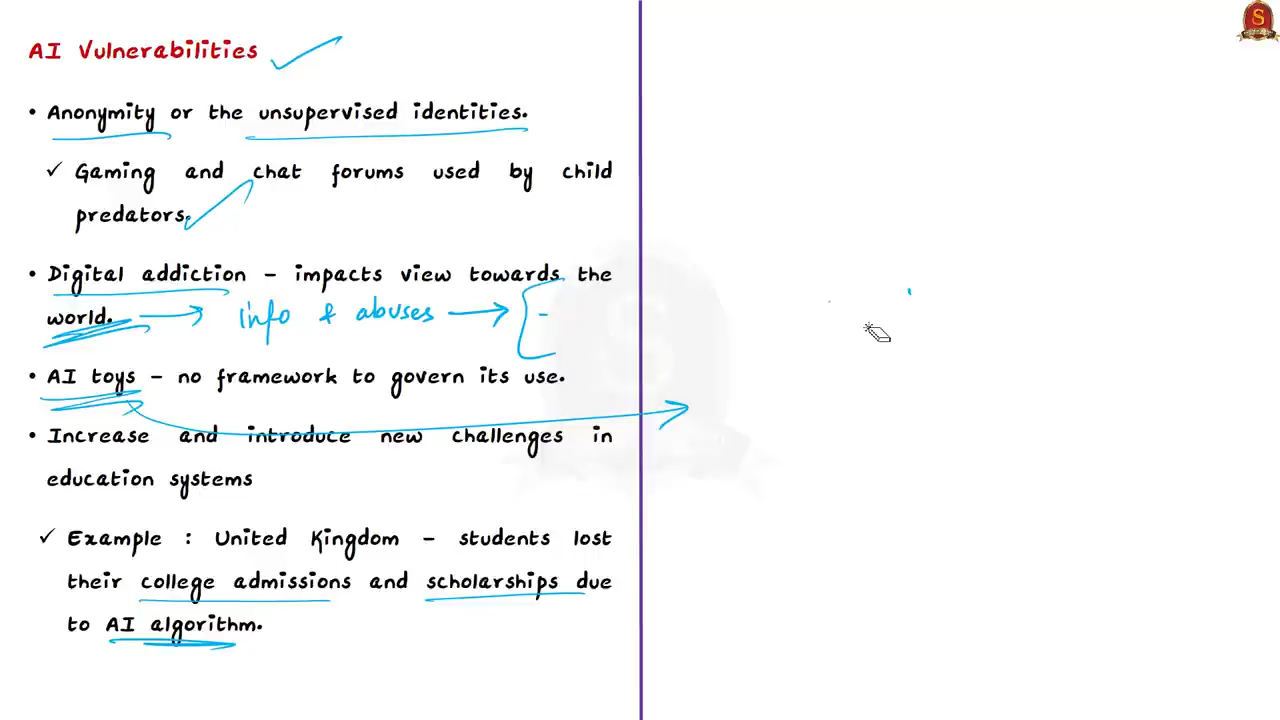 AI Vulnerabilities
• Anonymity or the unsupervised identities.
✓ Gaming and chat forums used by child
predators.
• Digital addiction – impacts view towards the
world. → info & abuses →
• AI toys – no framework to govern its use.
• Increase and introduce new challenges in
education systems
✓ Example : United Kingdom – students lost
their college admissions and scholarships due
to AI algorithm.
S